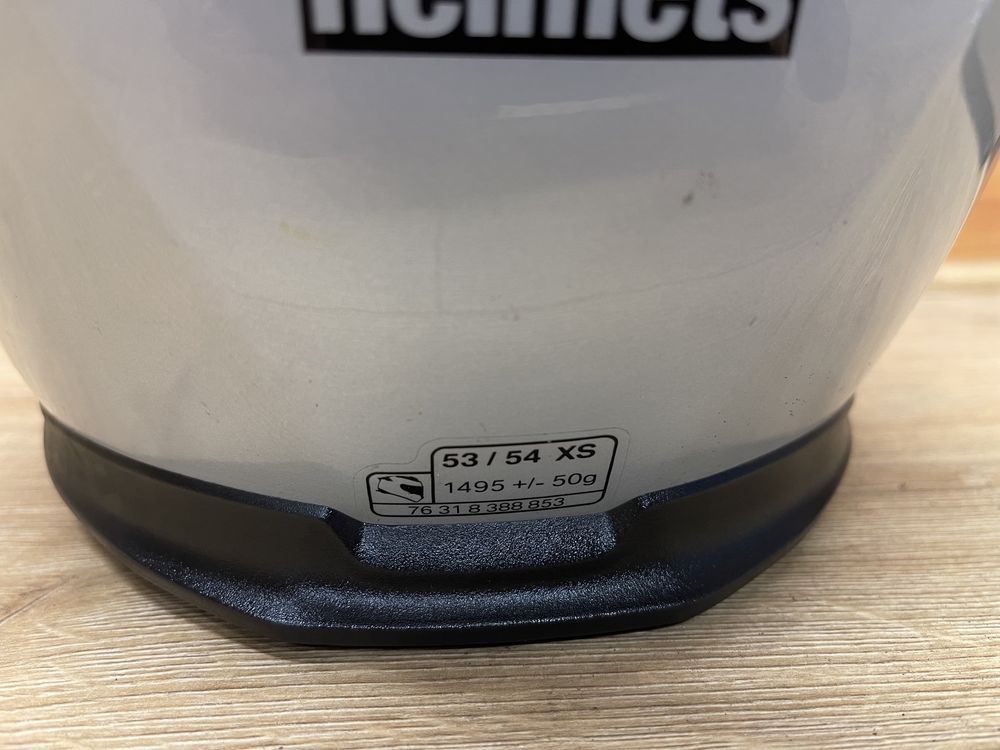 Helmets
53 / 54 XS
1495 +/- 50g
76 31 8 388 853